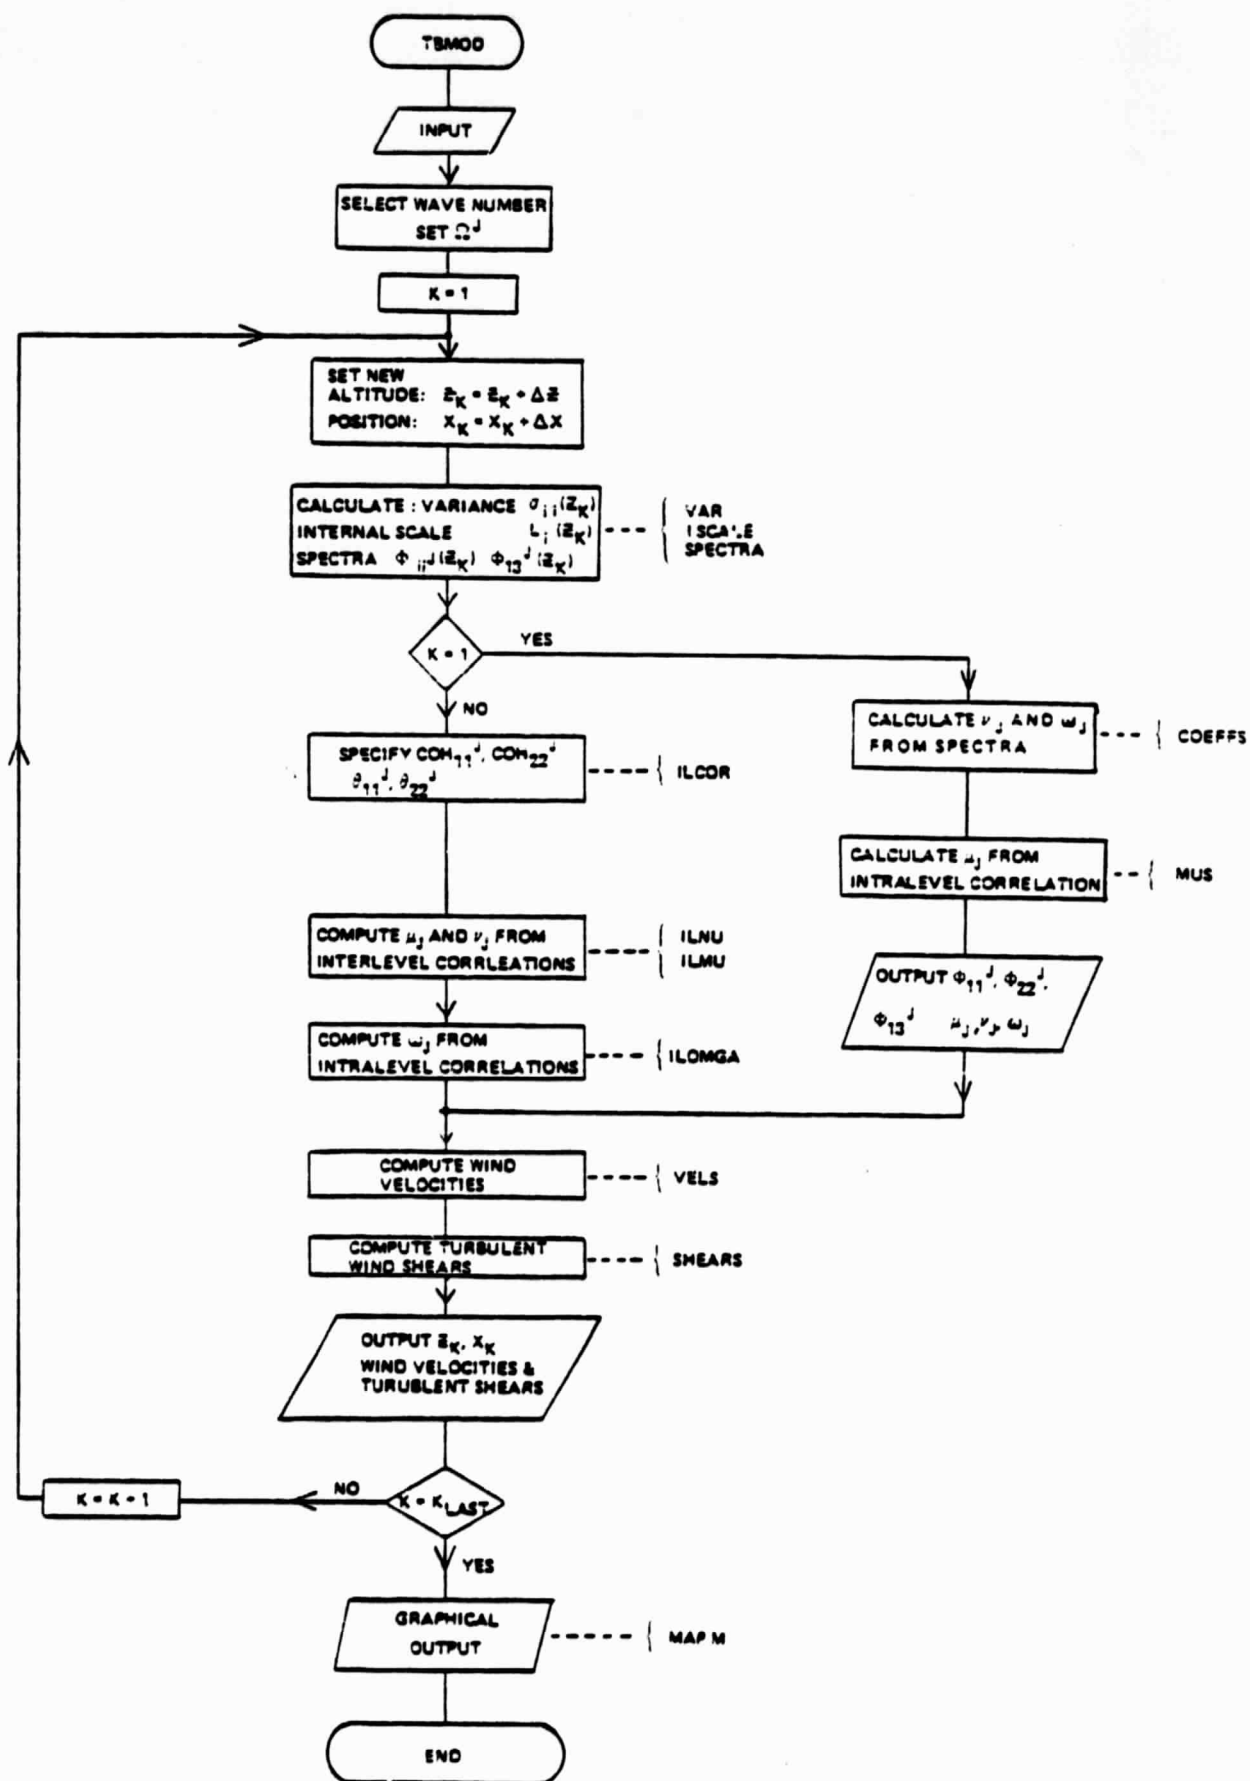 TBMOD
INPUT
SELECT WAVE NUMBER
SET Ω^J
K = 1
SET NEW
ALTITUDE: Z_K = Z_K + ΔZ
POSITION: X_K = X_K + ΔX
CALCULATE : VARIANCE σ_ii(Z_K)
INTERNAL SCALE L_i(Z_K)
SPECTRA Φ_ii^J(Z_K) Φ_13^J(Z_K)
VAR
ISCALE
SPECTRA
K = 1
YES
NO
SPECIFY COH_11^J, COH_22^J
θ_11^J, θ_22^J
ILCOR
CALCULATE ν_J AND ω_J
FROM SPECTRA
COEFFS
CALCULATE μ_J FROM
INTRALEVEL CORRELATION
MUS
COMPUTE μ_J AND ν_J FROM
INTERLEVEL CORRLEATIONS
ILNU
ILMU
OUTPUT Φ_11^J, Φ_22^J,
Φ_13^J μ_J, ν_J, ω_J
COMPUTE ω_J FROM
INTRALEVEL CORRELATIONS
ILOMGA
COMPUTE WIND
VELOCITIES
VELS
COMPUTE TURBULENT
WIND SHEARS
SHEARS
OUTPUT Z_K, X_K
WIND VELOCITIES &
TURUBLENT SHEARS
K = K + 1
NO
K = K_LAST
YES
GRAPHICAL
OUTPUT
MAP M
END